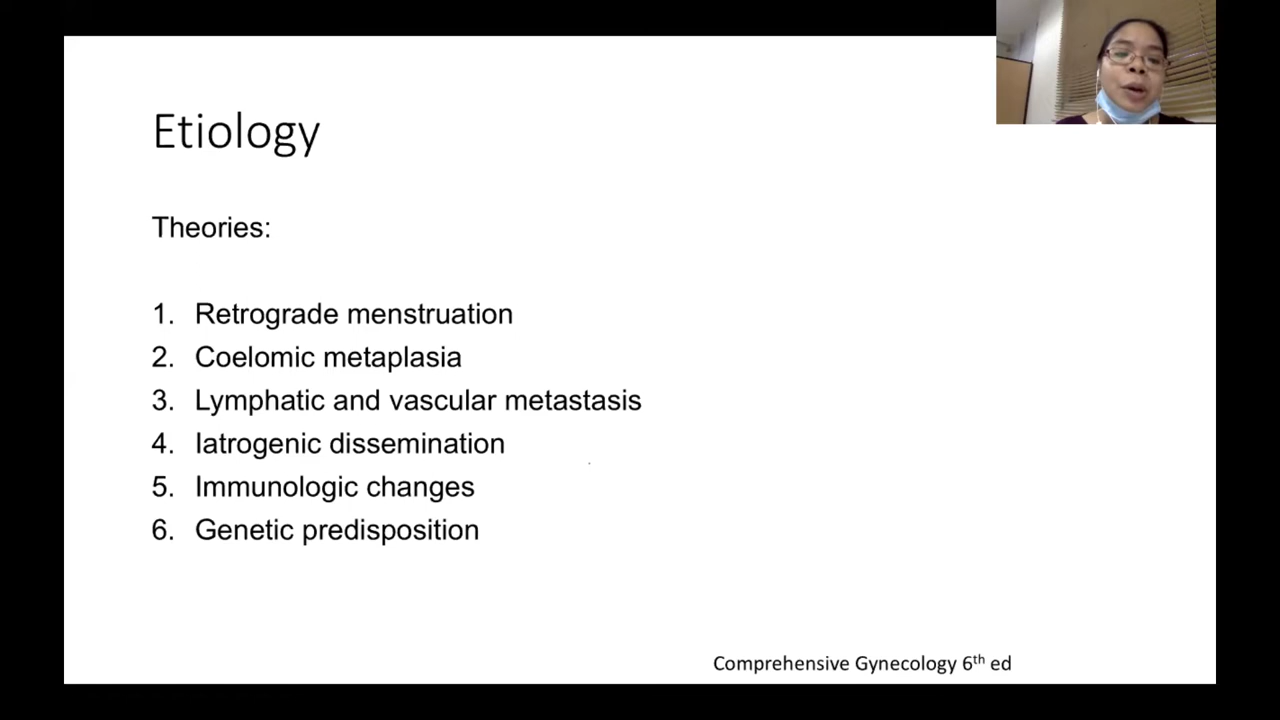 Etiology
Theories:
1. Retrograde menstruation
2. Coelomic metaplasia
3. Lymphatic and vascular metastasis
4. Iatrogenic dissemination
5. Immunologic changes
6. Genetic predisposition
Comprehensive Gynecology 6th ed